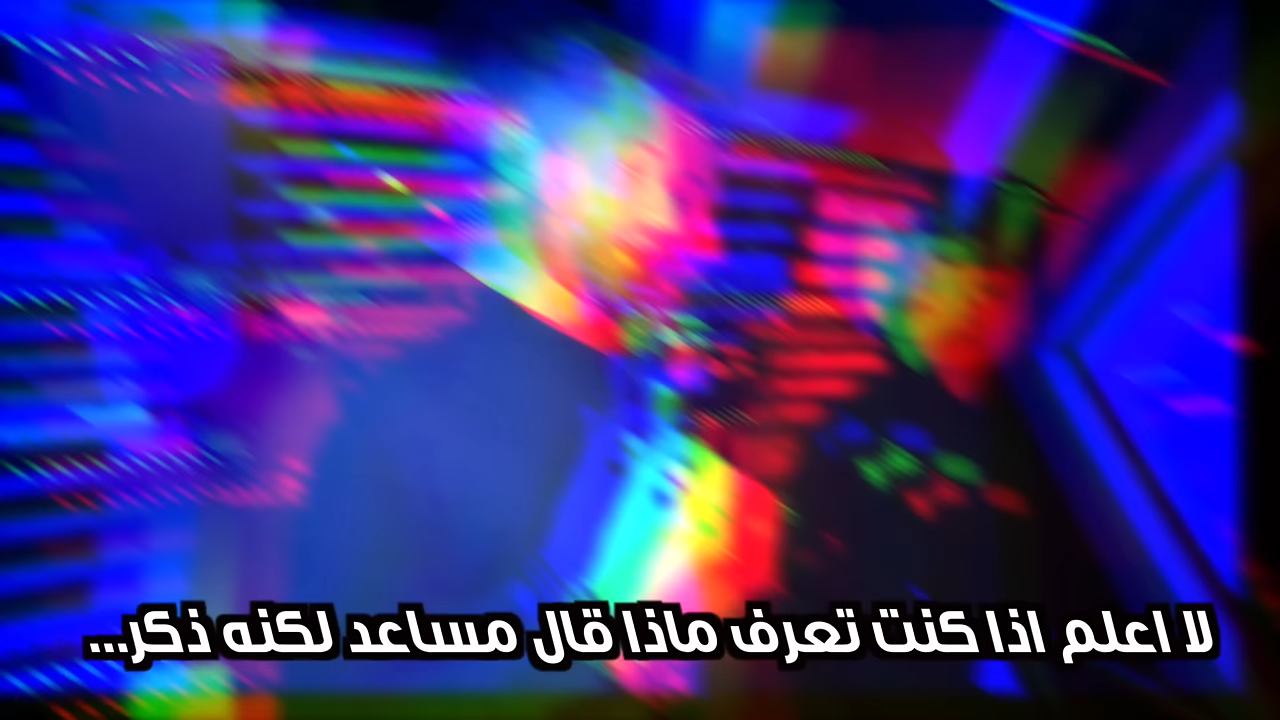 لا اعلم اذا كنت تعرف ماذا قال مساعد لكنه ذكر...